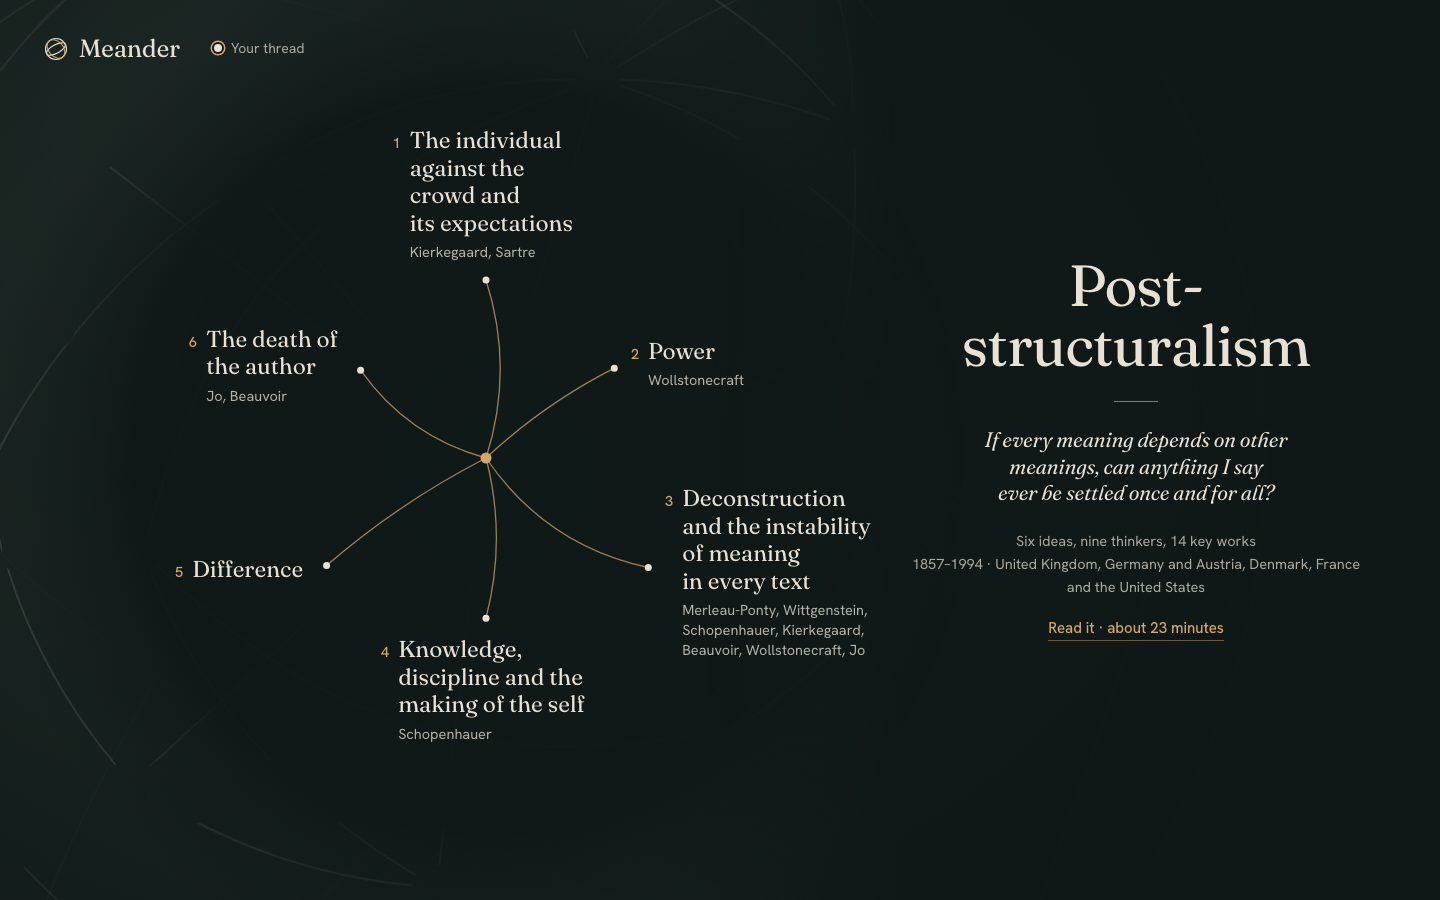 Meander
Your thread
1 The individual
against the
crowd and
its expectations
Kierkegaard, Sartre
2 Power
Wollstonecraft
3 Deconstruction
and the instability
of meaning
in every text
Merleau-Ponty, Wittgenstein,
Schopenhauer, Kierkegaard,
Beauvoir, Wollstonecraft, Jo
4 Knowledge,
discipline and the
making of the self
Schopenhauer
5 Difference
6 The death of
the author
Jo, Beauvoir
Post-
structuralism
If every meaning depends on other
meanings, can anything I say
ever be settled once and for all?
Six ideas, nine thinkers, 14 key works
1857–1994 · United Kingdom, Germany and Austria, Denmark, France
and the United States
Read it · about 23 minutes